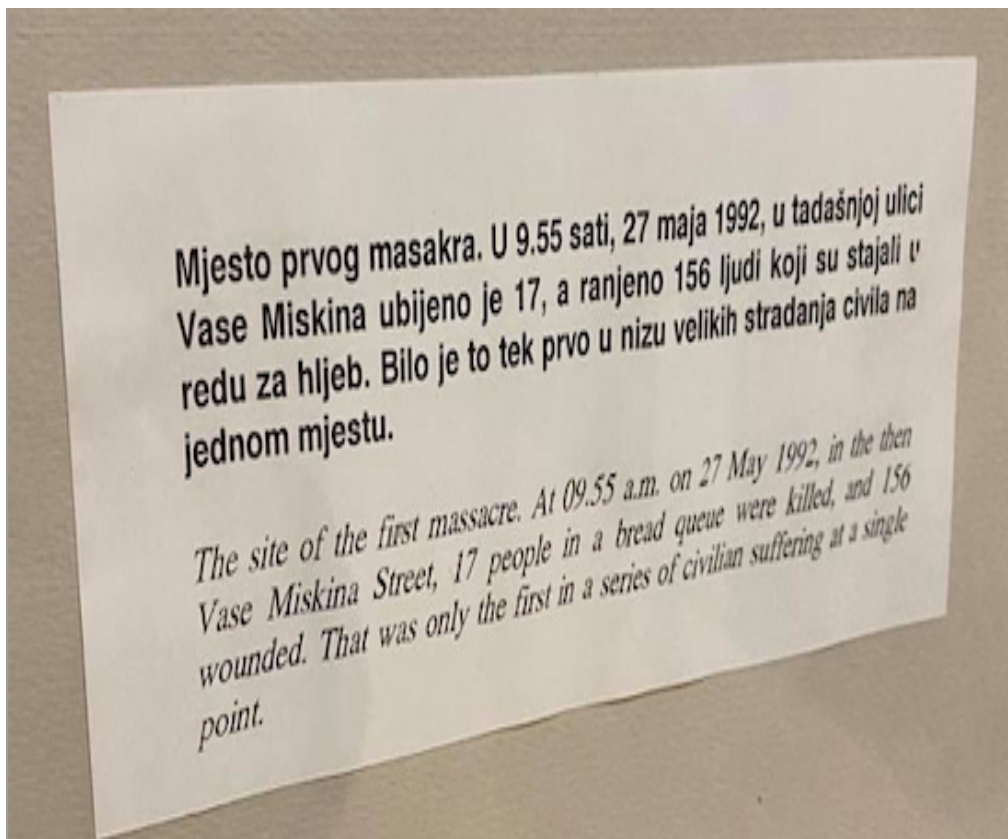 Mjesto prvog masakra. U 9.55 sati, 27 maja 1992, u tadašnjoj ulici
Vase Miskina ubijeno je 17, a ranjeno 156 ljudi koji su stajali u
redu za hljeb. Bilo je to tek prvo u nizu velikih stradanja civila na
jednom mjestu.
The site of the first massacre. At 09.55 a.m. on 27 May 1992, in the then
Vase Miskina Street, 17 people in a bread queue were killed, and 156
wounded. That was only the first in a series of civilian suffering at a single
point.